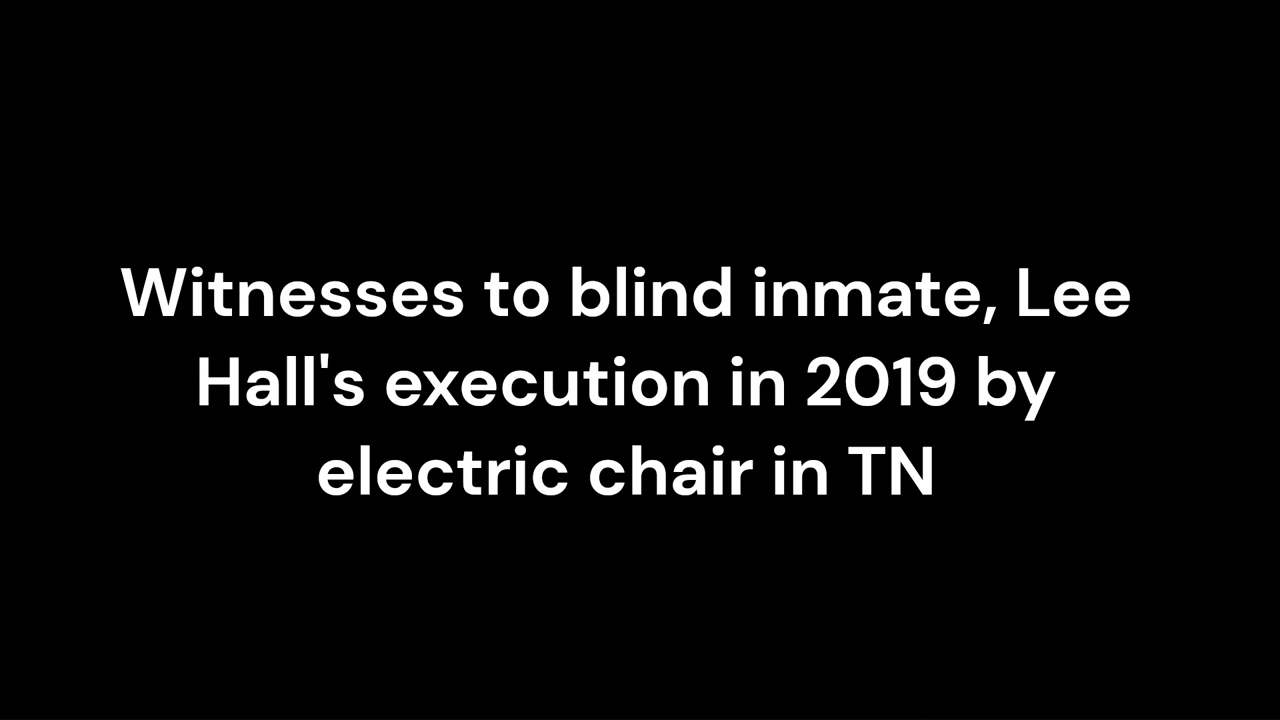 Witnesses to blind inmate, Lee
Hall's execution in 2019 by
electric chair in TN